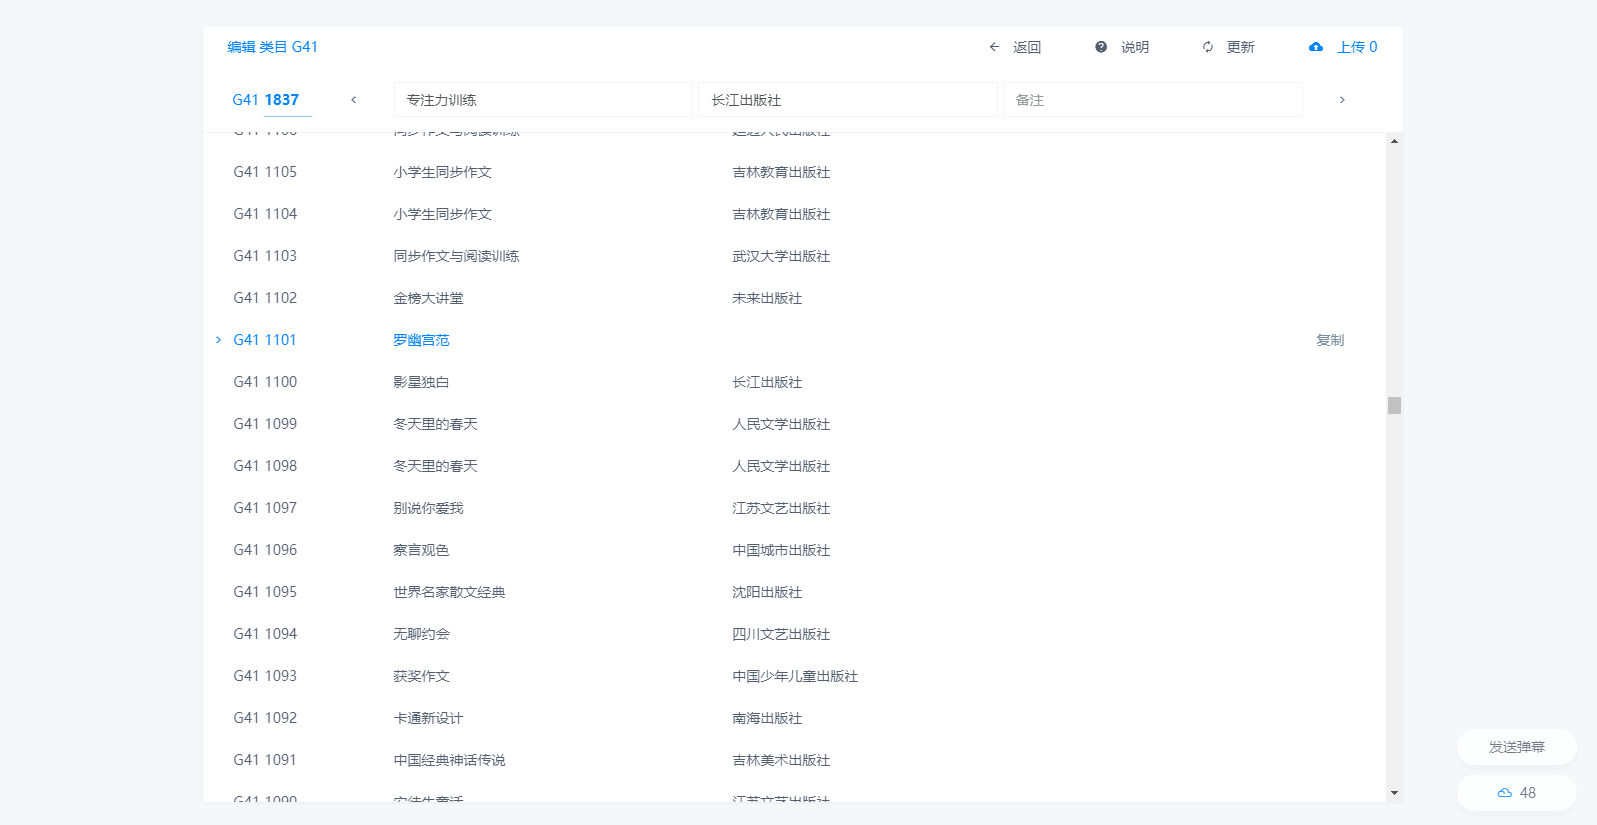 编辑 类目 G41 返回 说明 更新 上传 0
G41 1837 专注力训练 长江出版社 备注
G41 1105 小学生同步作文 吉林教育出版社
G41 1104 小学生同步作文 吉林教育出版社
G41 1103 同步作文与阅读训练 武汉大学出版社
G41 1102 金榜大讲堂 未来出版社
G41 1101 罗幽宫范 复制
G41 1100 影星独白 长江出版社
G41 1099 冬天里的春天 人民文学出版社
G41 1098 冬天里的春天 人民文学出版社
G41 1097 别说你爱我 江苏文艺出版社
G41 1096 察言观色 中国城市出版社
G41 1095 世界名家散文经典 沈阳出版社
G41 1094 无聊约会 四川文艺出版社
G41 1093 获奖作文 中国少年儿童出版社
G41 1092 卡通新设计 南海出版社
G41 1091 中国经典神话传说 吉林美术出版社
发送弹幕
48